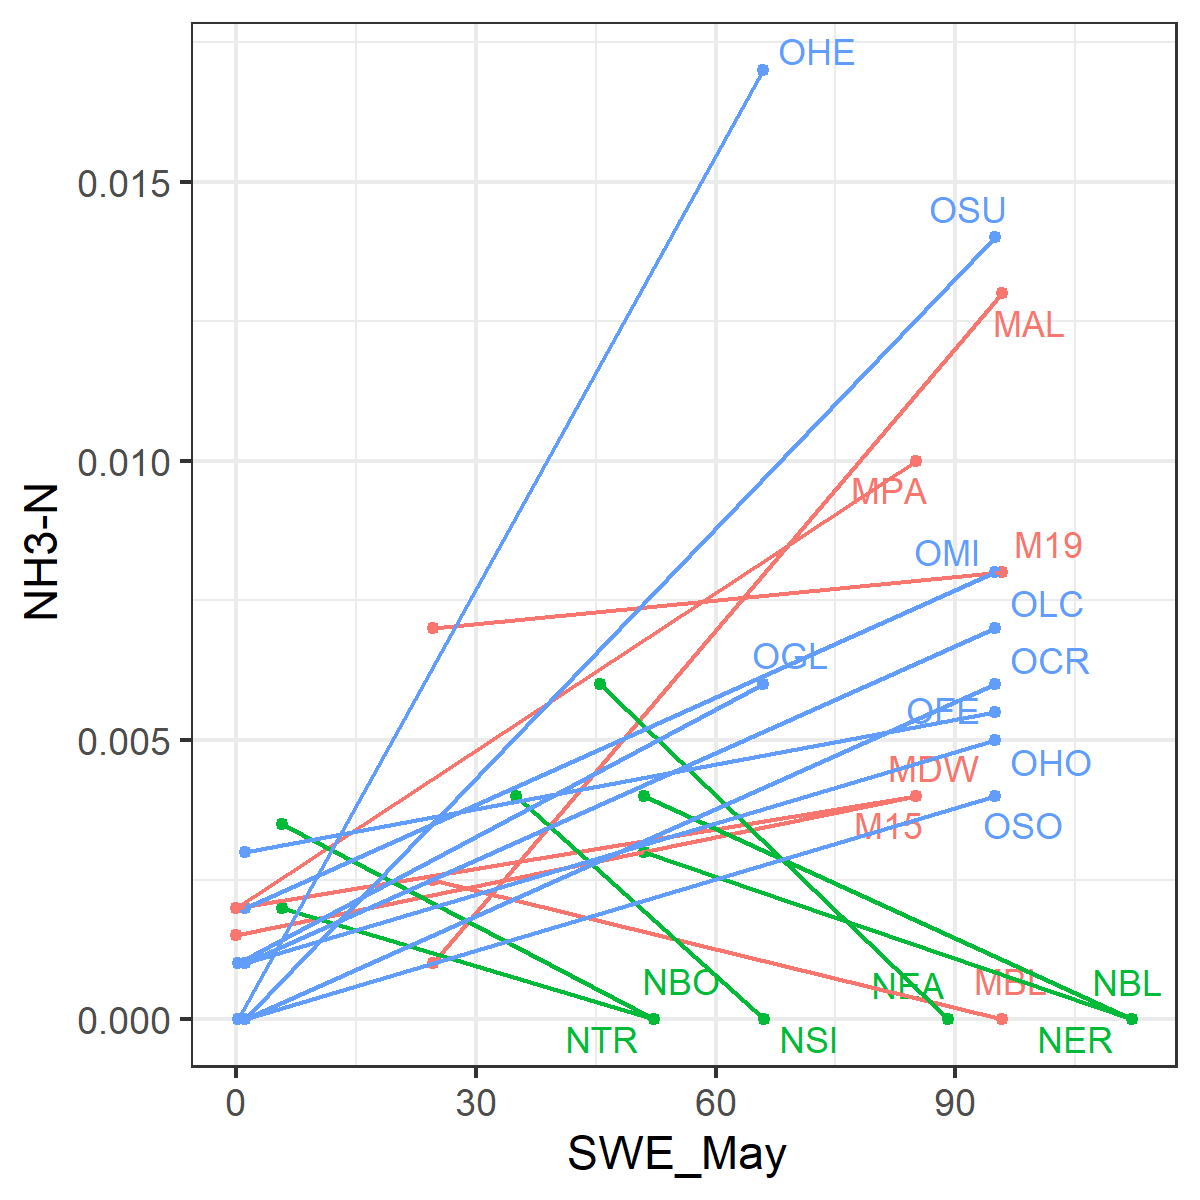 OHE
OSU
0.015
MAL
0.010
MPA
M19
OMI
OLC
OGL
OCR
OFE
0.005
OHO
MDW
M15
OSO
NBO
NFA
MBL
NBL
0.000
NTR
NSI
NER
0
30
60
90
SWE_May
NH3-N